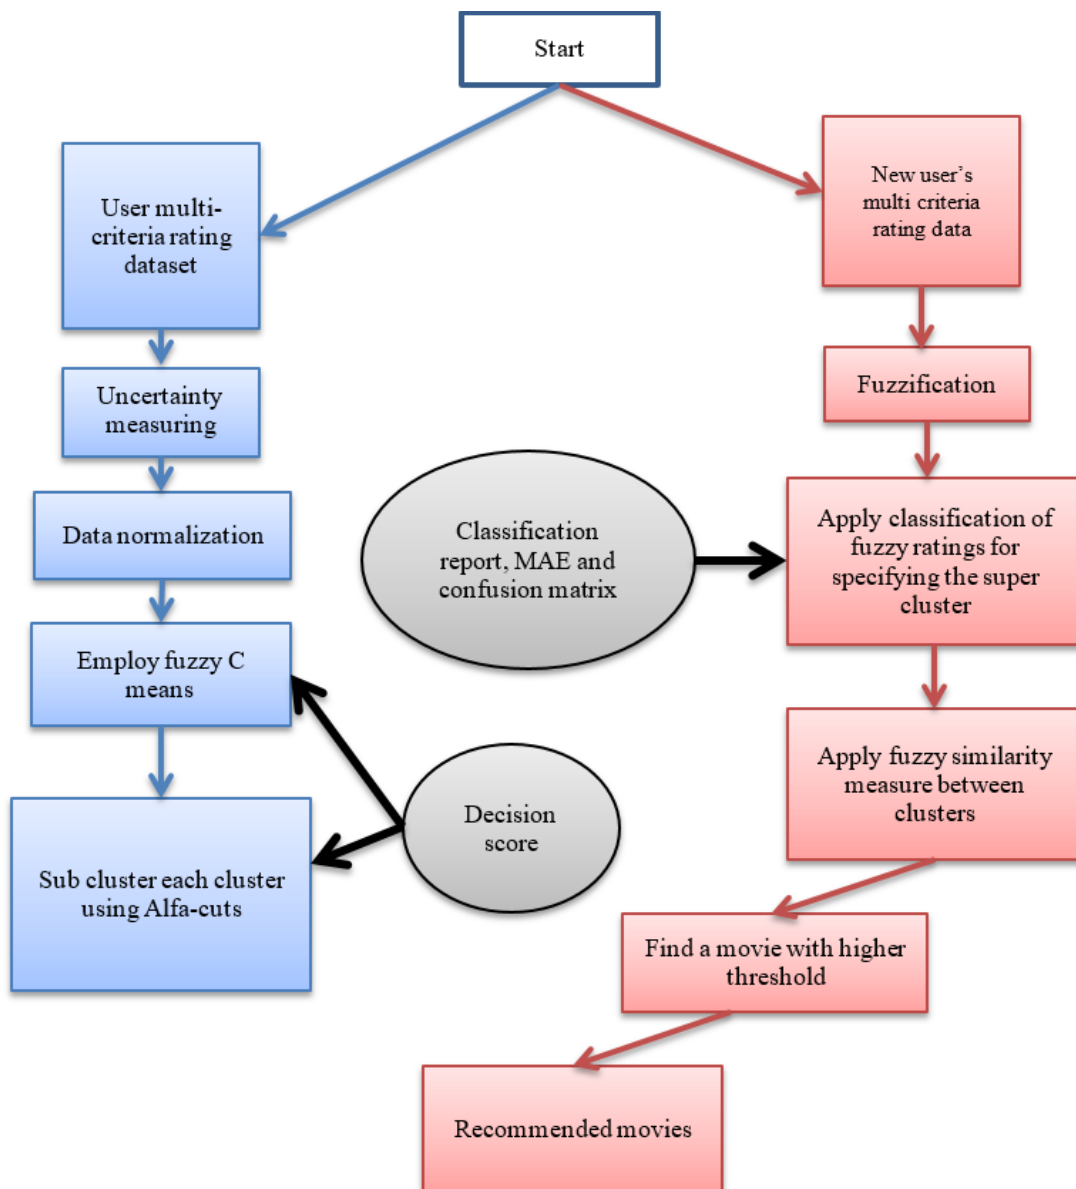 Start
User multi-
criteria rating
dataset
Uncertainty
measuring
Data normalization
Employ fuzzy C
means
Sub cluster each cluster
using Alfa-cuts
Classification
report, MAE and
confusion matrix
Decision
score
New user’s
multi criteria
rating data
Fuzzification
Apply classification of
fuzzy ratings for
specifying the super
cluster
Apply fuzzy similarity
measure between
clusters
Find a movie with higher
threshold
Recommended movies